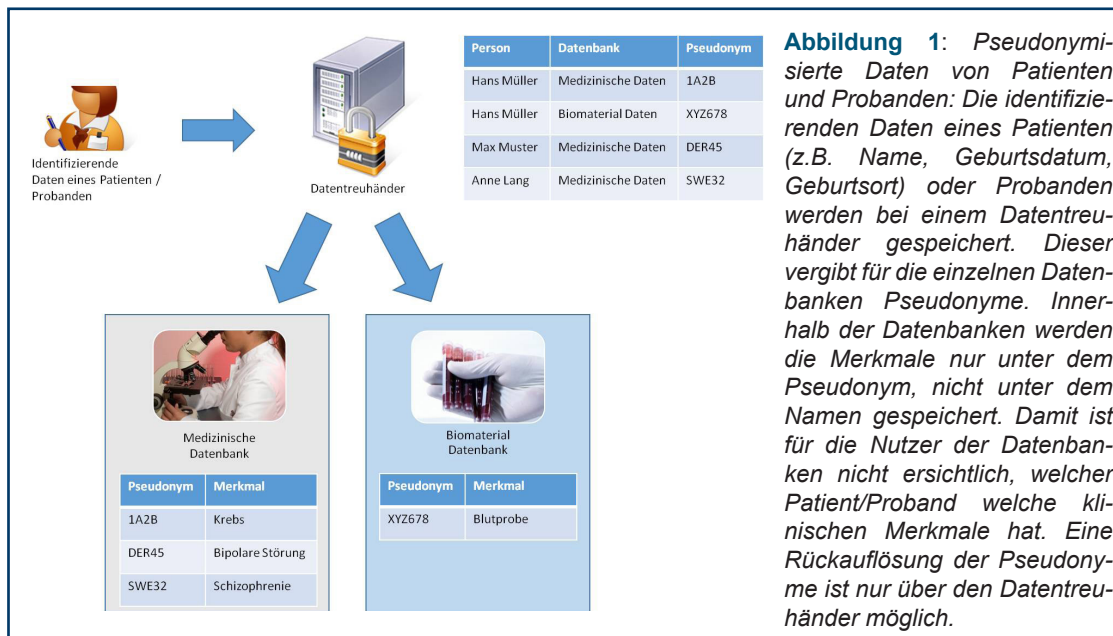 Person Datenbank Pseudonym
Hans Müller Medizinische Daten 1A2B
Hans Müller Biomaterial Daten XYZ678
Max Muster Medizinische Daten DER45
Anne Lang Medizinische Daten SWE32
Identifizierende
Daten eines Patienten /
Probanden
Datentreuhänder
Medizinische
Datenbank
Pseudonym Merkmal
1A2B Krebs
DER45 Bipolare Störung
SWE32 Schizophrenie
Biomaterial
Datenbank
Pseudonym Merkmal
XYZ678 Blutprobe
Abbildung 1: Pseudonymi-
sierte Daten von Patienten
und Probanden: Die identifizie-
renden Daten eines Patienten
(z.B. Name, Geburtsdatum,
Geburtsort) oder Probanden
werden bei einem Datentreu-
händer gespeichert. Dieser
vergibt für die einzelnen Daten-
banken Pseudonyme. Inner-
halb der Datenbanken werden
die Merkmale nur unter dem
Pseudonym, nicht unter dem
Namen gespeichert. Damit ist
für die Nutzer der Datenban-
ken nicht ersichtlich, welcher
Patient/Proband welche kli-
nischen Merkmale hat. Eine
Rückauflösung der Pseudony-
me ist nur über den Datentreu-
händer möglich.